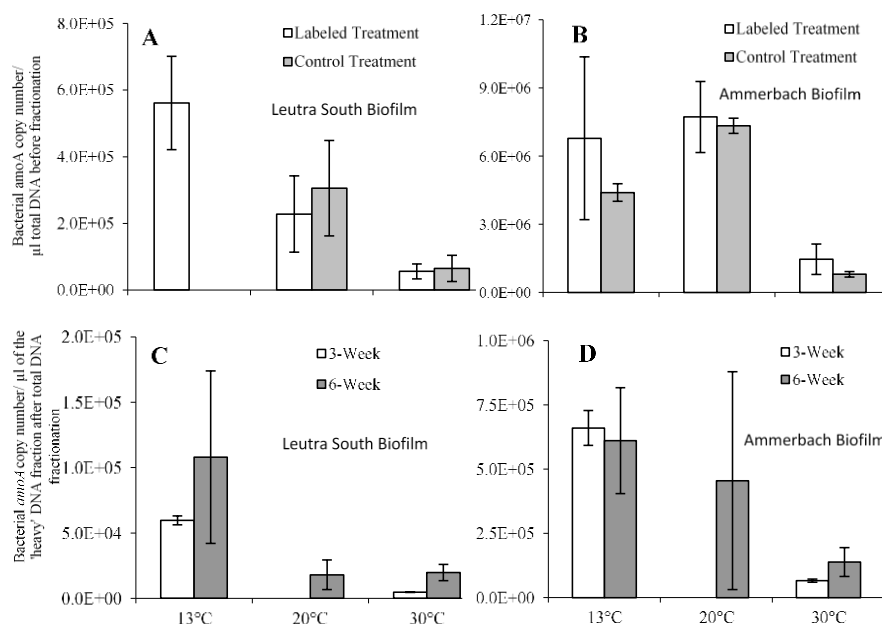 Bacterial amoA copy number/
µl total DNA before fractionation
8.0E+05
6.0E+05
4.0E+05
2.0E+05
0.0E+00
A
Labeled Treatment
Control Treatment
Leutra South Biofilm
1.2E+07
9.0E+06
6.0E+06
3.0E+06
0.0E+00
B
Labeled Treatment
Control Treatment
Ammerbach Biofilm
Bacterial amoA copy number/ µl of the
'heavy' DNA fraction after total DNA
fractionation
2.0E+05
1.5E+05
1.0E+05
5.0E+04
0.0E+00
C
3-Week
6-Week
Leutra South Biofilm
13°C 20°C 30°C
1.0E+06
7.5E+05
5.0E+05
2.5E+05
0.0E+00
D
3-Week
6-Week
Ammerbach Biofilm
13°C 20°C 30°C